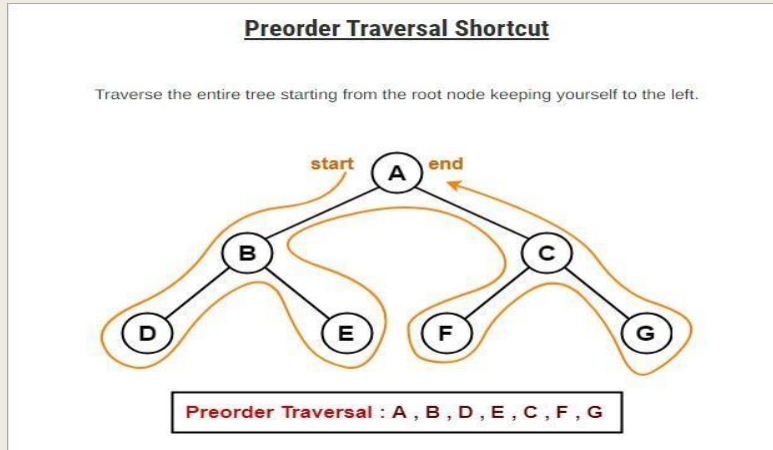 Preorder Traversal Shortcut
Traverse the entire tree starting from the root node keeping yourself to the left.
start A end
B C
D E F G
Preorder Traversal : A , B , D , E , C , F , G